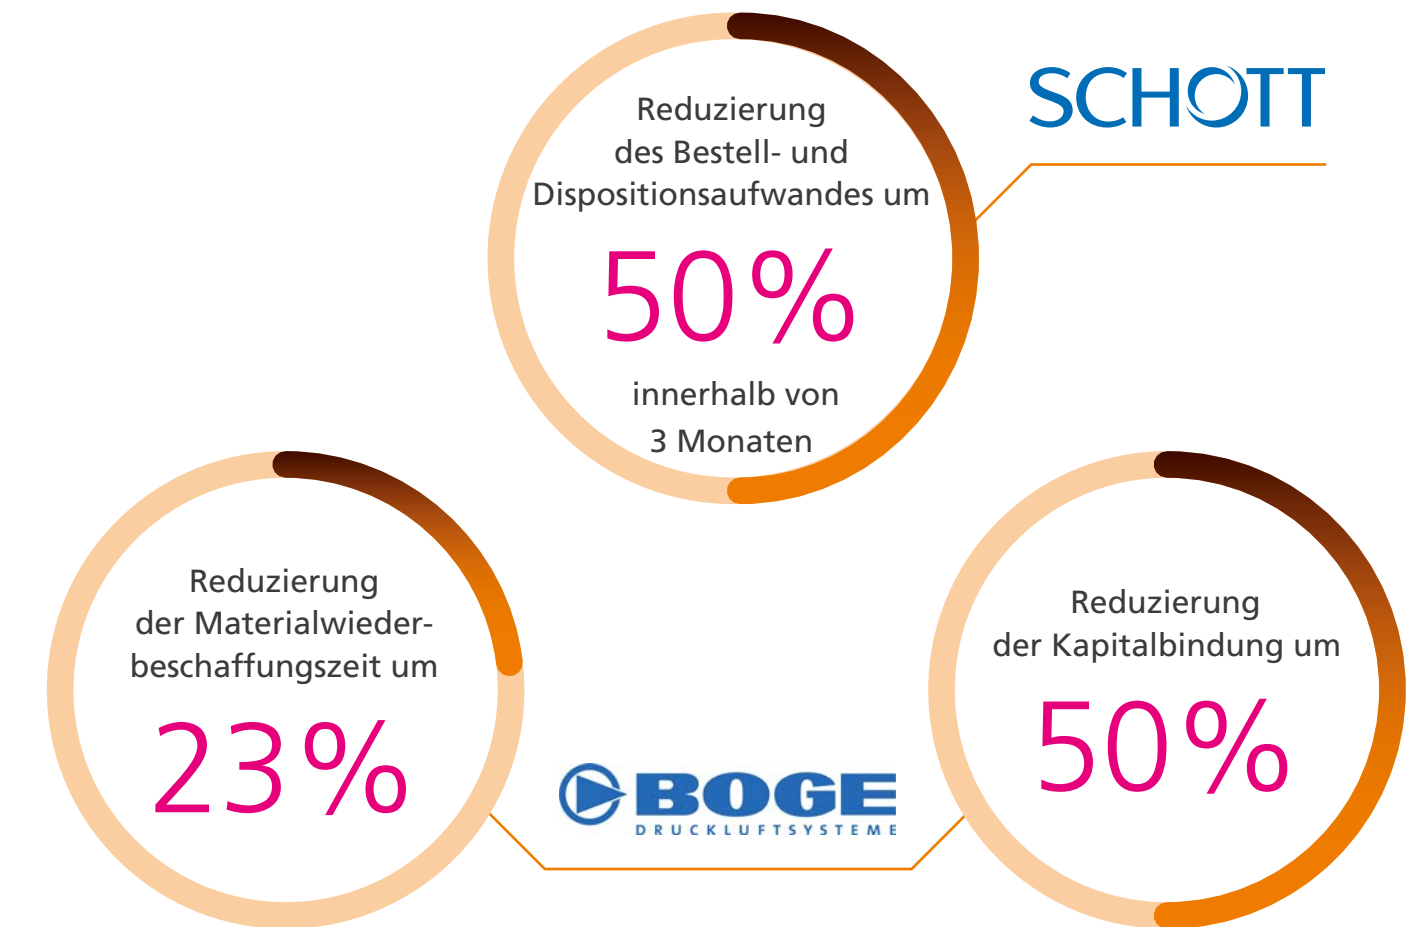 Reduzierung
des Bestell- und
Dispositionsaufwandes um
50%
innerhalb von
3 Monaten
SCHOTT
Reduzierung
der Materialwieder-
beschaffungszeit um
23%
BOGE
DRUCKLUFTSYSTEME
Reduzierung
der Kapitalbindung um
50%